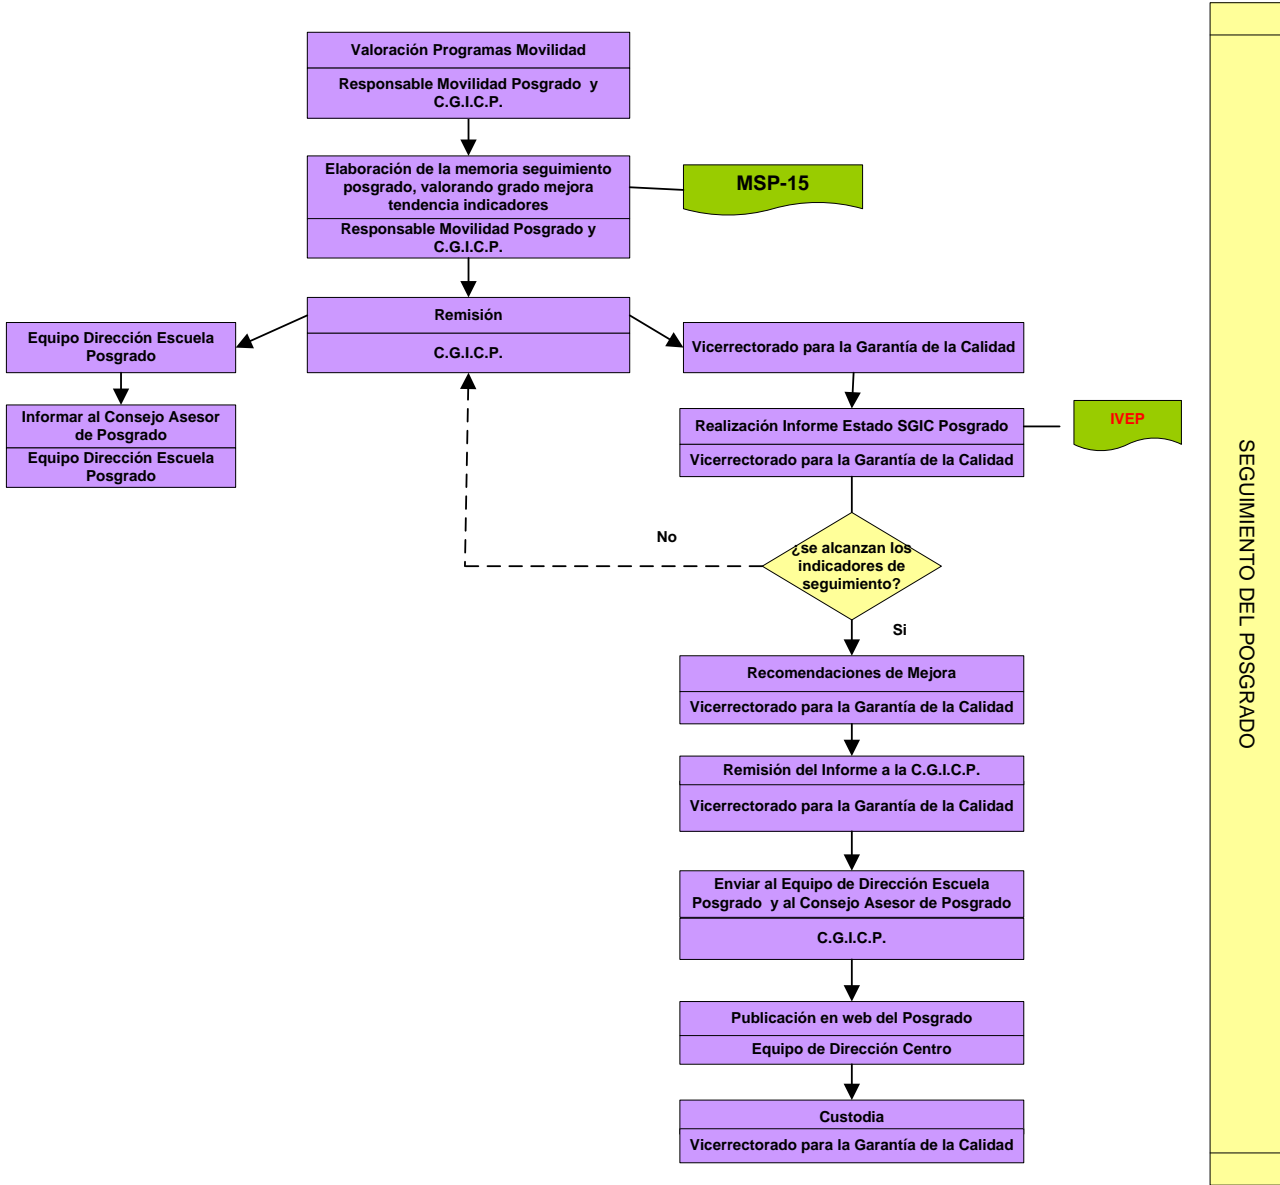 Valoración Programas Movilidad
Responsable Movilidad Posgrado y
C.G.I.C.P.
Elaboración de la memoria seguimiento
posgrado, valorando grado mejora
tendencia indicadores
Responsable Movilidad Posgrado y
C.G.I.C.P.
MSP-15
Remisión
C.G.I.C.P.
Equipo Dirección Escuela
Posgrado
Informar al Consejo Asesor
de Posgrado
Equipo Dirección Escuela
Posgrado
Vicerrectorado para la Garantía de la Calidad
Realización Informe Estado SGIC Posgrado
Vicerrectorado para la Garantía de la Calidad
IVEP
¿se alcanzan los
indicadores de
seguimiento?
No
Si
Recomendaciones de Mejora
Vicerrectorado para la Garantía de la Calidad
Remisión del Informe a la C.G.I.C.P.
Vicerrectorado para la Garantía de la Calidad
Enviar al Equipo de Dirección Escuela
Posgrado y al Consejo Asesor de Posgrado
C.G.I.C.P.
Publicación en web del Posgrado
Equipo de Dirección Centro
Custodia
Vicerrectorado para la Garantía de la Calidad
SEGUIMIENTO DEL POSGRADO